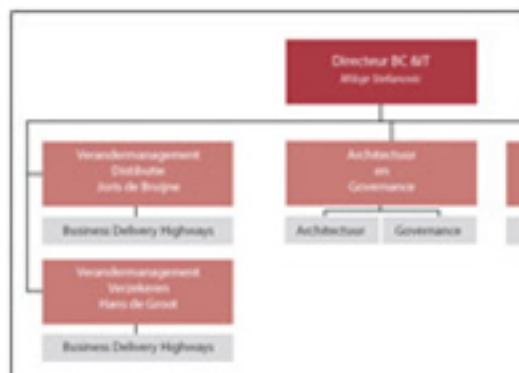 Directeur BC &IT
Verandermanagement
Distibutie
Joris de Bruijne
Business Delivery Highways
Architectuur
en
Governance
Architectuur
Governance
Verandermanagement
Verzekeren
Hans de Groot
Business Delivery Highways